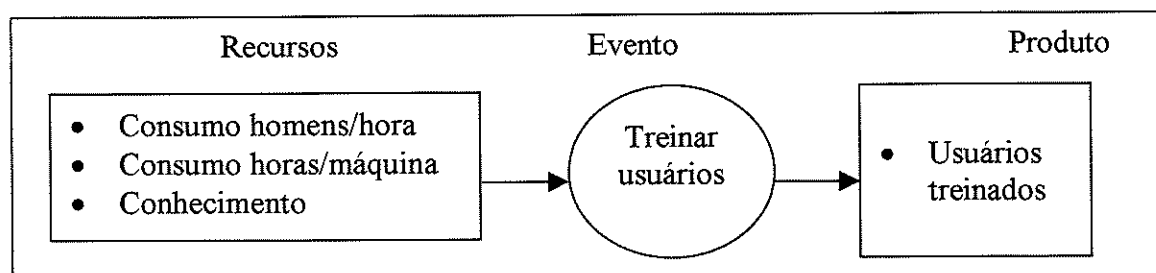 Recursos Evento Produto
• Consumo homens/hora
• Consumo horas/máquina
• Conhecimento
Treinar
usuários
• Usuários
treinados